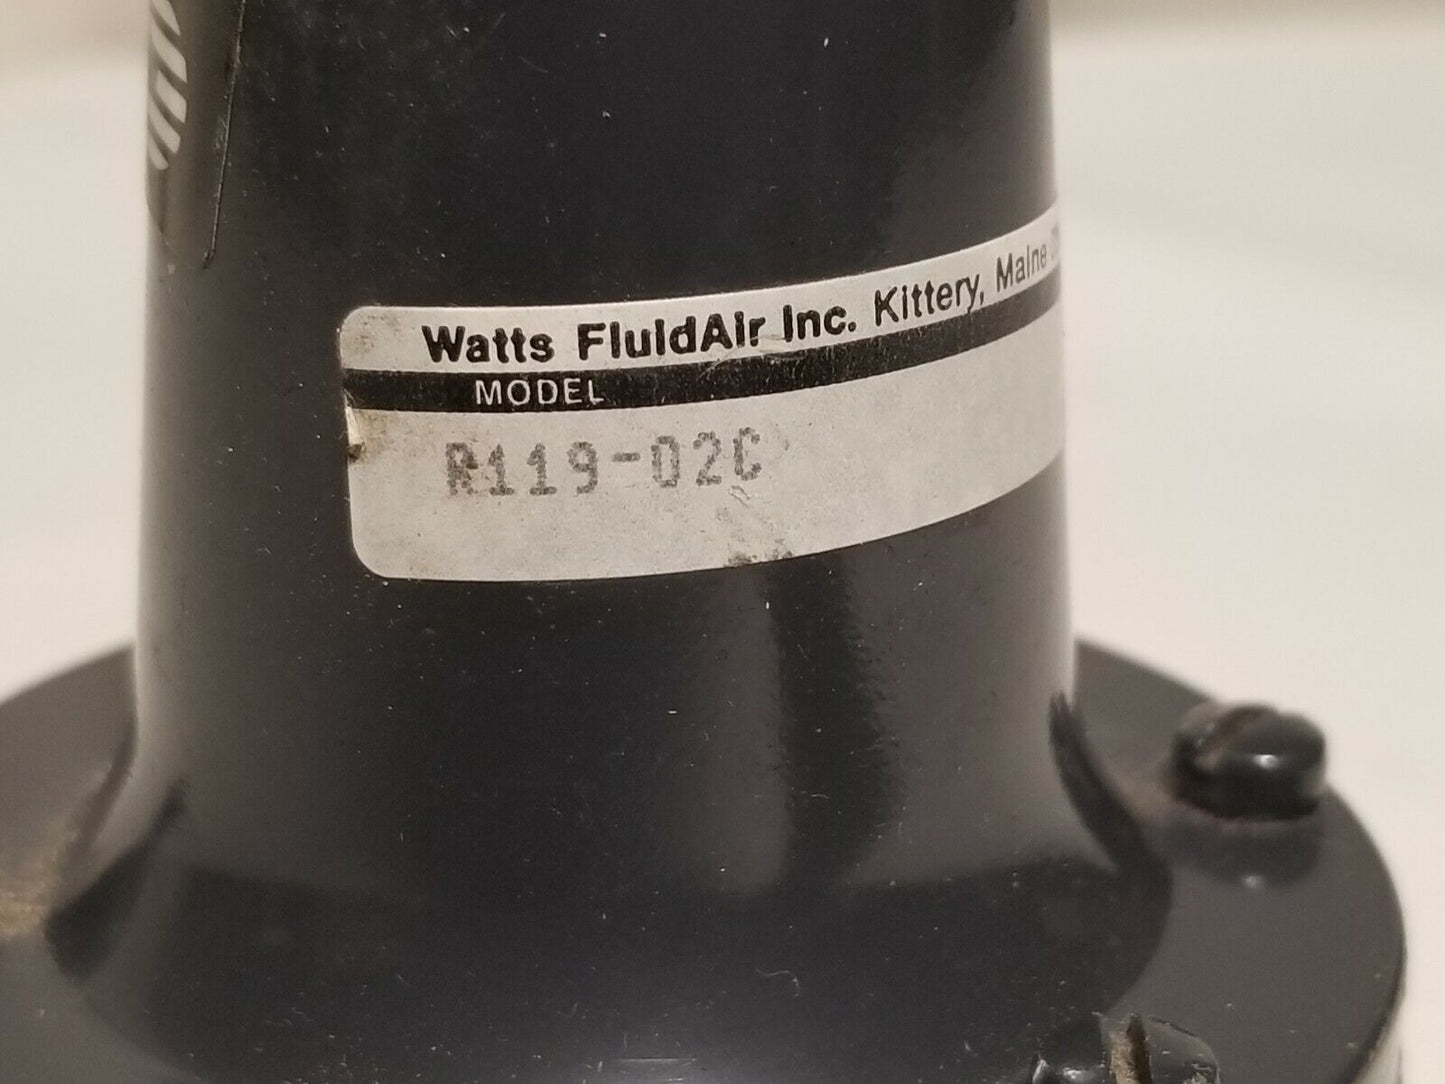 Watts FluidAir Inc. Kittery, Maine
MODEL
R119-02C